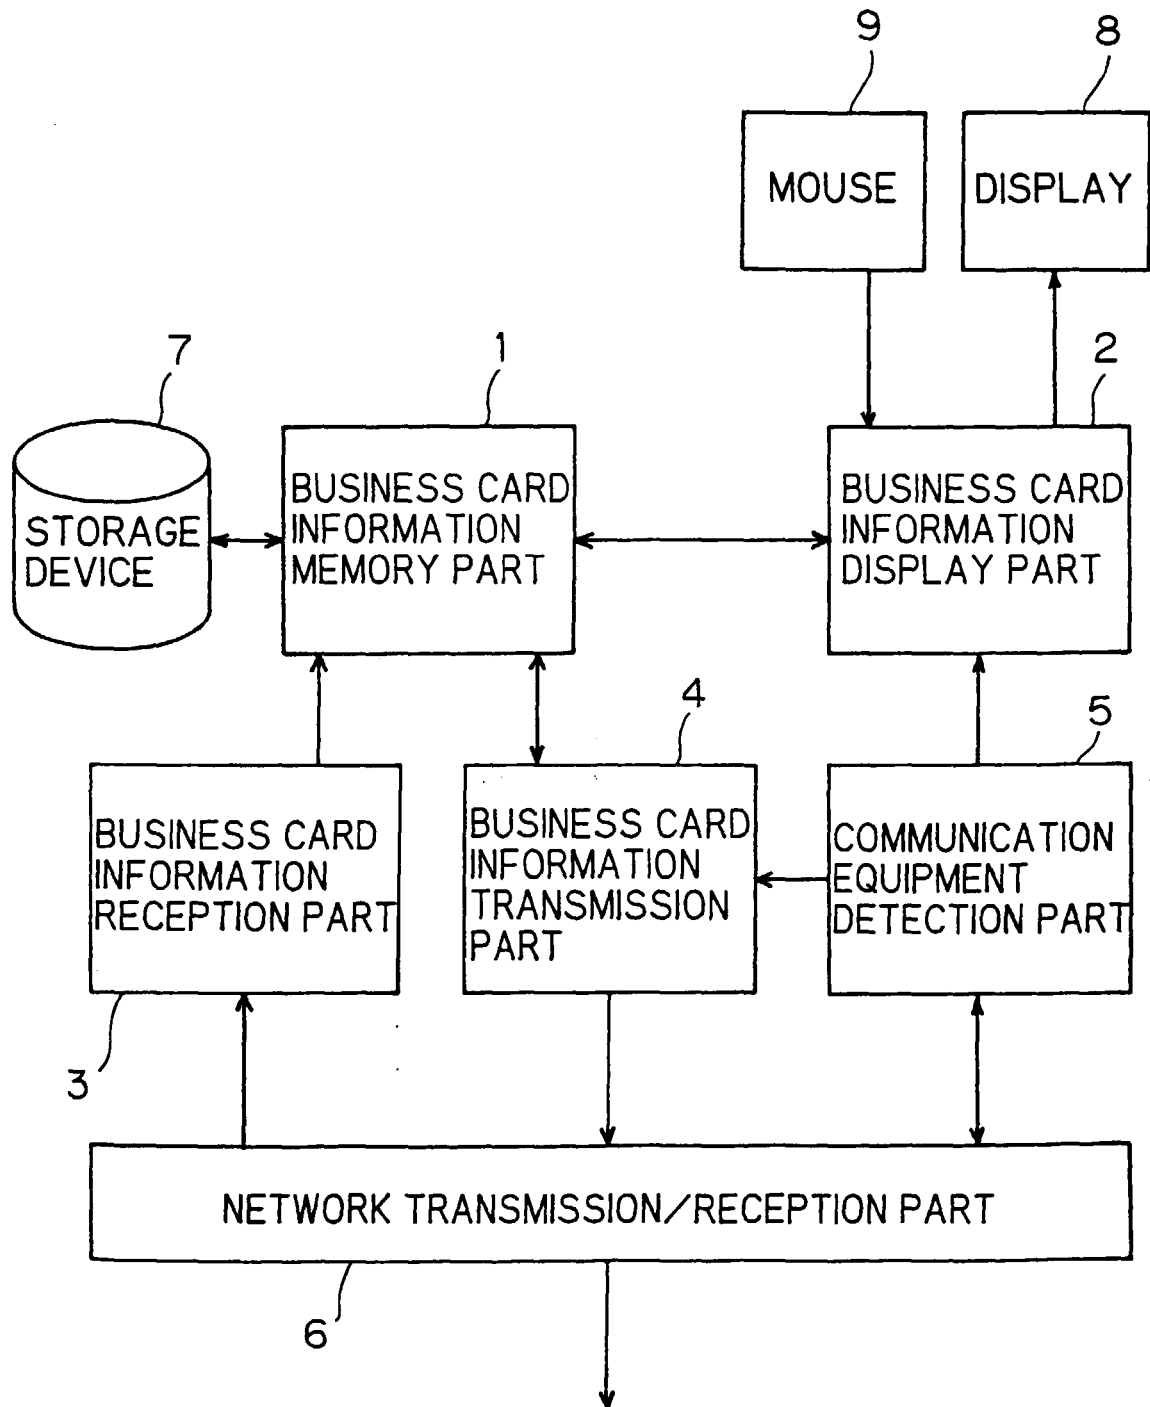 9
8
MOUSE
DISPLAY
7
1
2
STORAGE
DEVICE
BUSINESS CARD
INFORMATION
MEMORY PART
BUSINESS CARD
INFORMATION
DISPLAY PART
4
5
BUSINESS CARD
INFORMATION
RECEPTION PART
BUSINESS CARD
INFORMATION
TRANSMISSION
PART
COMMUNICATION
EQUIPMENT
DETECTION PART
3
NETWORK TRANSMISSION/RECEPTION PART
6